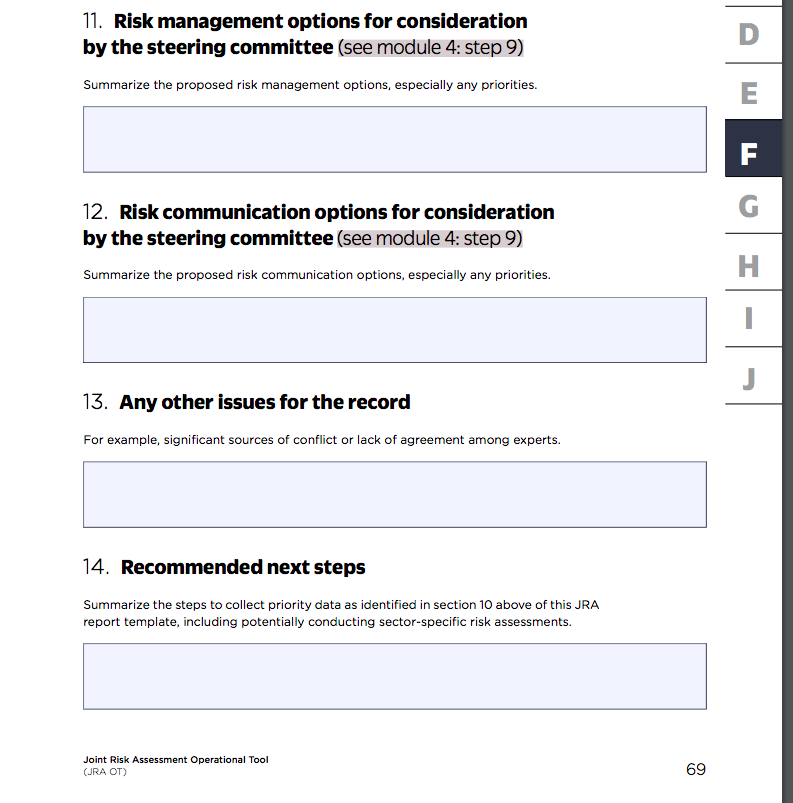 11. Risk management options for consideration
by the steering committee (see module 4: step 9)
Summarize the proposed risk management options, especially any priorities.
12. Risk communication options for consideration
by the steering committee (see module 4: step 9)
Summarize the proposed risk communication options, especially any priorities.
13. Any other issues for the record
For example, significant sources of conflict or lack of agreement among experts.
14. Recommended next steps
Summarize the steps to collect priority data as identified in section 10 above of this JRA
report template, including potentially conducting sector-specific risk assessments.
Joint Risk Assessment Operational Tool
(JRA OT)
69
D
E
F
G
H
I
J